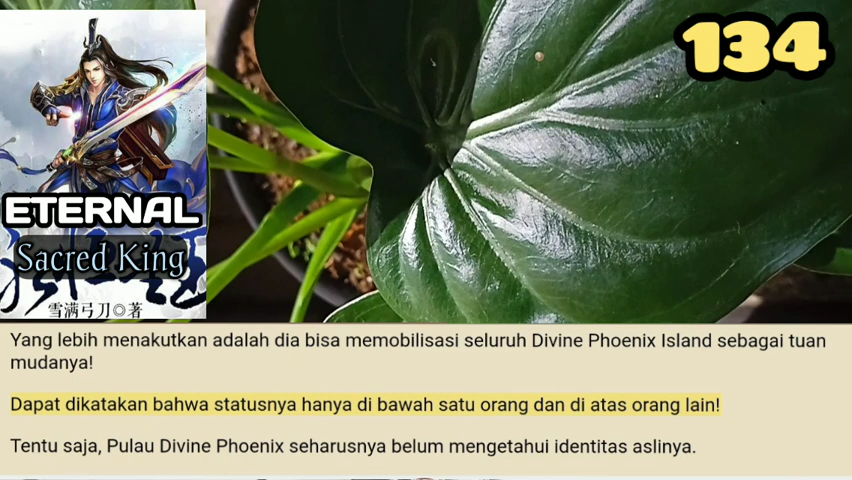 134
ETERNAL
Sacred King
雪满弓刀◎著
Yang lebih menakutkan adalah dia bisa memobilisasi seluruh Divine Phoenix Island sebagai tuan
mudanya!
Dapat dikatakan bahwa statusnya hanya di bawah satu orang dan di atas orang lain!
Tentu saja, Pulau Divine Phoenix seharusnya belum mengetahui identitas aslinya.